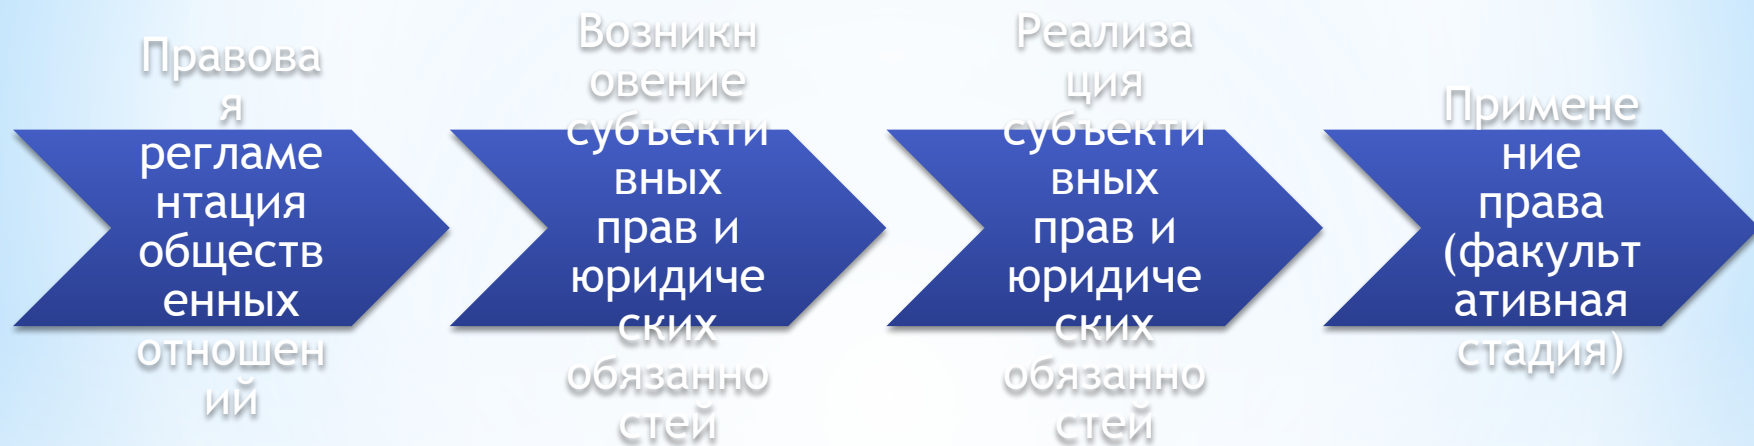 Правова
я
регламе
нтация
обществ
енных
отношен
ий
Возникн
овение
субъекти
вных
прав и
юридиче
ских
обязанно
стей
Реализа
ция
субъекти
вных
прав и
юридиче
ских
обязанно
стей
Примене
ние
права
(факульт
ативная
стадия)